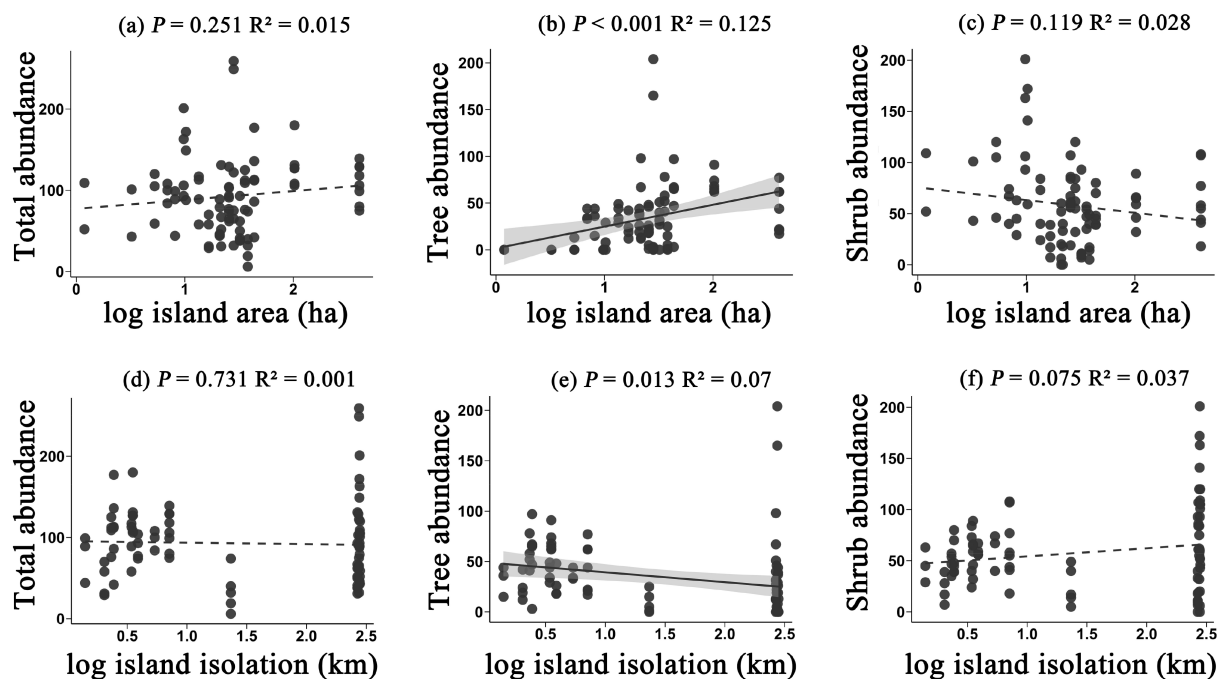 (a) P = 0.251 R² = 0.015
(b) P < 0.001 R² = 0.125
(c) P = 0.119 R² = 0.028
Total abundance
200
100
0
0
1
2
log island area (ha)
Tree abundance
200
150
100
50
0
0
1
2
log island area (ha)
Shrub abundance
200
150
100
50
0
0
1
2
log island area (ha)
(d) P = 0.731 R² = 0.001
(e) P = 0.013 R² = 0.07
(f) P = 0.075 R² = 0.037
Total abundance
200
100
0
0.5
1.0
1.5
2.0
2.5
log island isolation (km)
Tree abundance
200
150
100
50
0
0.5
1.0
1.5
2.0
2.5
log island isolation (km)
Shrub abundance
200
150
100
50
0
0.5
1.0
1.5
2.0
2.5
log island isolation (km)